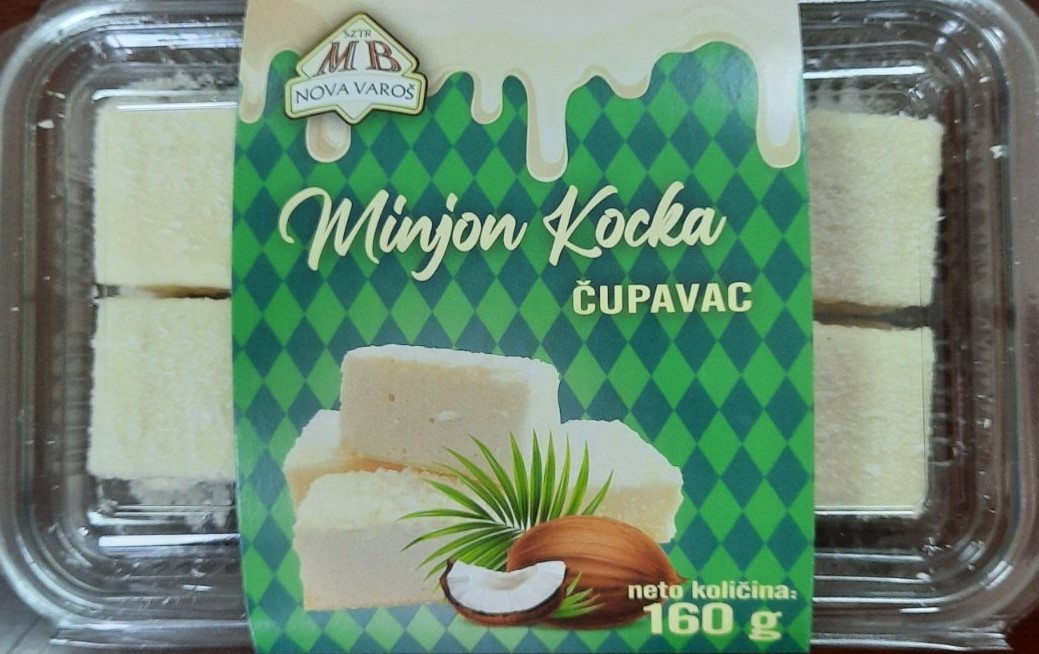 SZTR
MB
NOVA VAROŠ
Minjon Kocka
ČUPAVAC
neto količina:
160 g